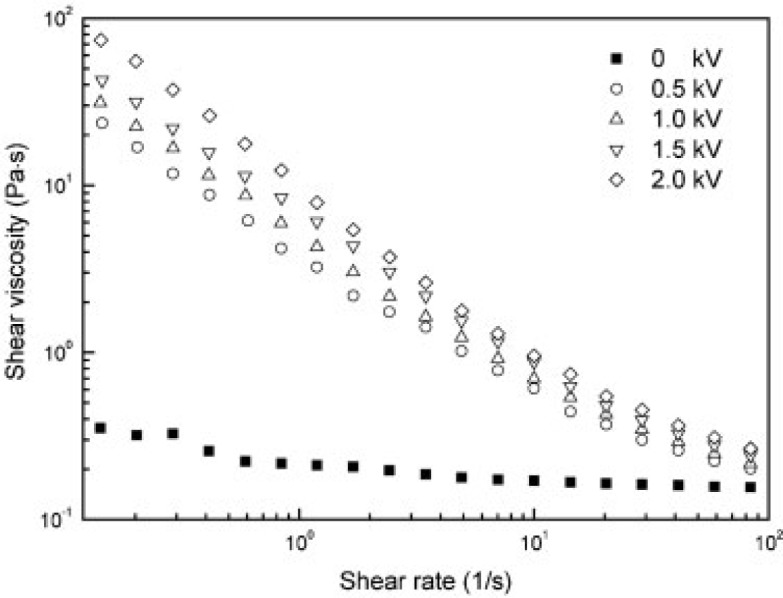 10²
10¹
10⁰
10⁻¹
Shear viscosity (Pa·s)
0 kV
0.5 kV
1.0 kV
1.5 kV
2.0 kV
10⁰
10¹
10²
Shear rate (1/s)